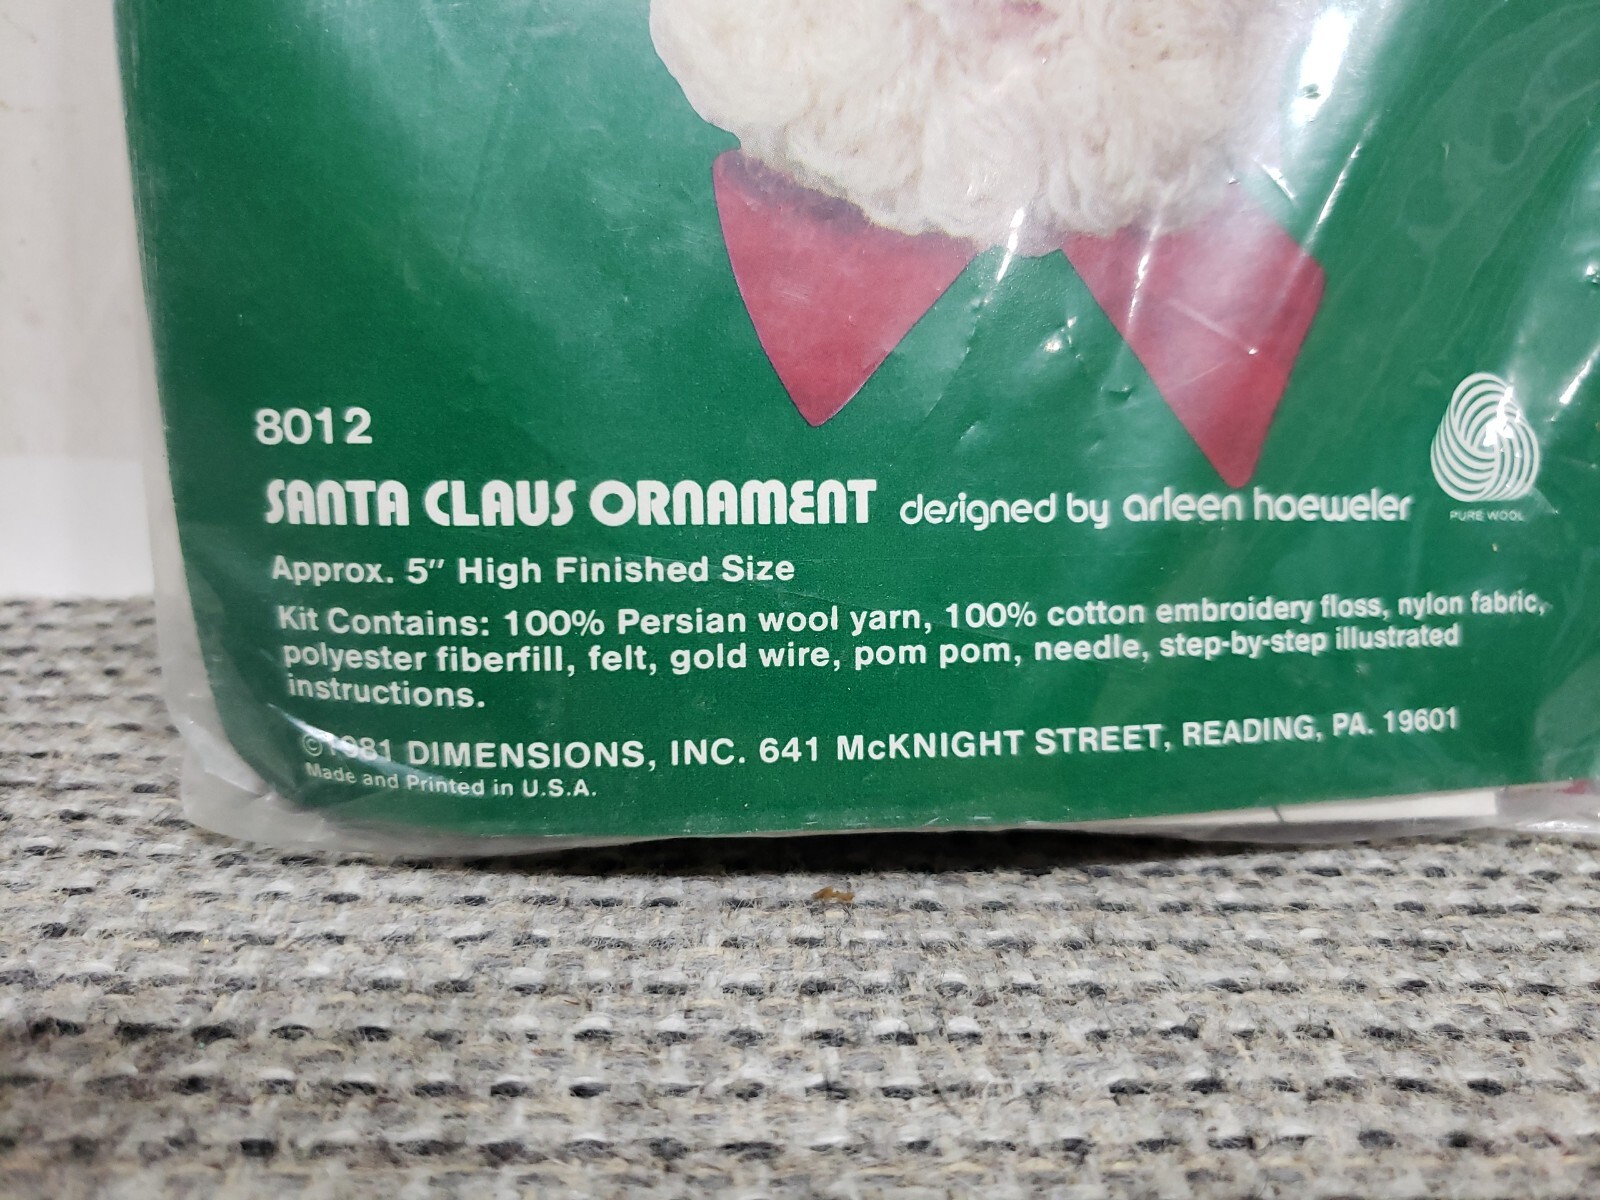 8012
SANTA CLAUS ORNAMENT designed by arleen hoeweler
PURE WOOL
Approx. 5" High Finished Size
Kit Contains: 100% Persian wool yarn, 100% cotton embroidery floss, nylon fabric,
polyester fiberfill, felt, gold wire, pom pom, needle, step-by-step illustrated
instructions.
©1981 DIMENSIONS, INC. 641 McKNIGHT STREET, READING, PA. 19601
Made and Printed in U.S.A.